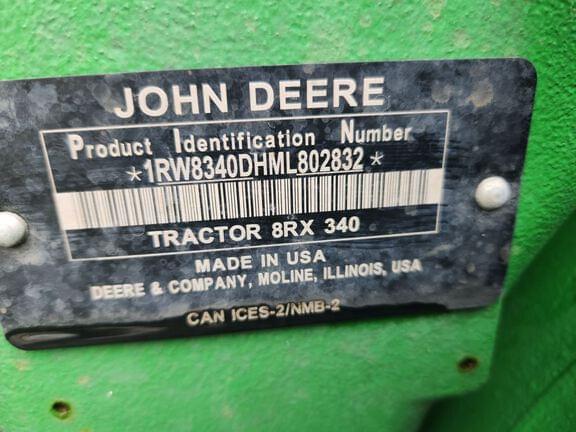 JOHN DEERE
Product Identification Number
*1RW8340DHML802832*
TRACTOR 8RX 340
MADE IN USA
DEERE & COMPANY, MOLINE, ILLINOIS, USA
CAN ICES-2/NMB-2